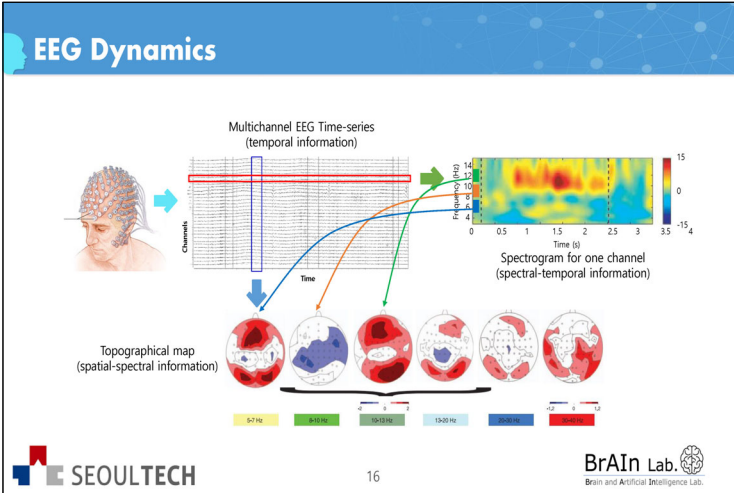 EEG Dynamics
Multichannel EEG Time-series
(temporal information)
Channels
Time
Frequency (Hz)
14
12
10
8
6
4
0 0.5 1 1.5 2 2.5 3 3.5 4
Time (s)
15
0
-15
Spectrogram for one channel
(spectral-temporal information)
Topographical map
(spatial-spectral information)
-2 0 2
-1.2 0 1.2
5-7 Hz
8-10 Hz
10-13 Hz
13-20 Hz
20-30 Hz
30-45 Hz
SEOULTECH
16
BrAIn Lab.
Brain and Artificial Intelligence Lab.